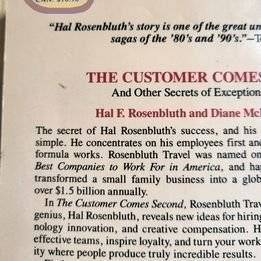 "Hal Rosenbluth's story is one of the great un
sagas of the '80's and '90's."—T
THE CUSTOMER COMES
And Other Secrets of Exception
Hal F. Rosenbluth and Diane Mc
The secret of Hal Rosenbluth's success, and his
simple. He concentrates on his employees first and
formula works. Rosenbluth Travel was named on
Best Companies to Work For in America, and ha
transformed a small family business into a glob
over $1.5 billion annually.
In The Customer Comes Second, Rosenbluth Trav
genius, Hal Rosenbluth, reveals new ideas for hiring
nology innovation, and creative compensation. H
effective teams, inspire loyalty, and turn your work
ity where people produce truly incredible results.